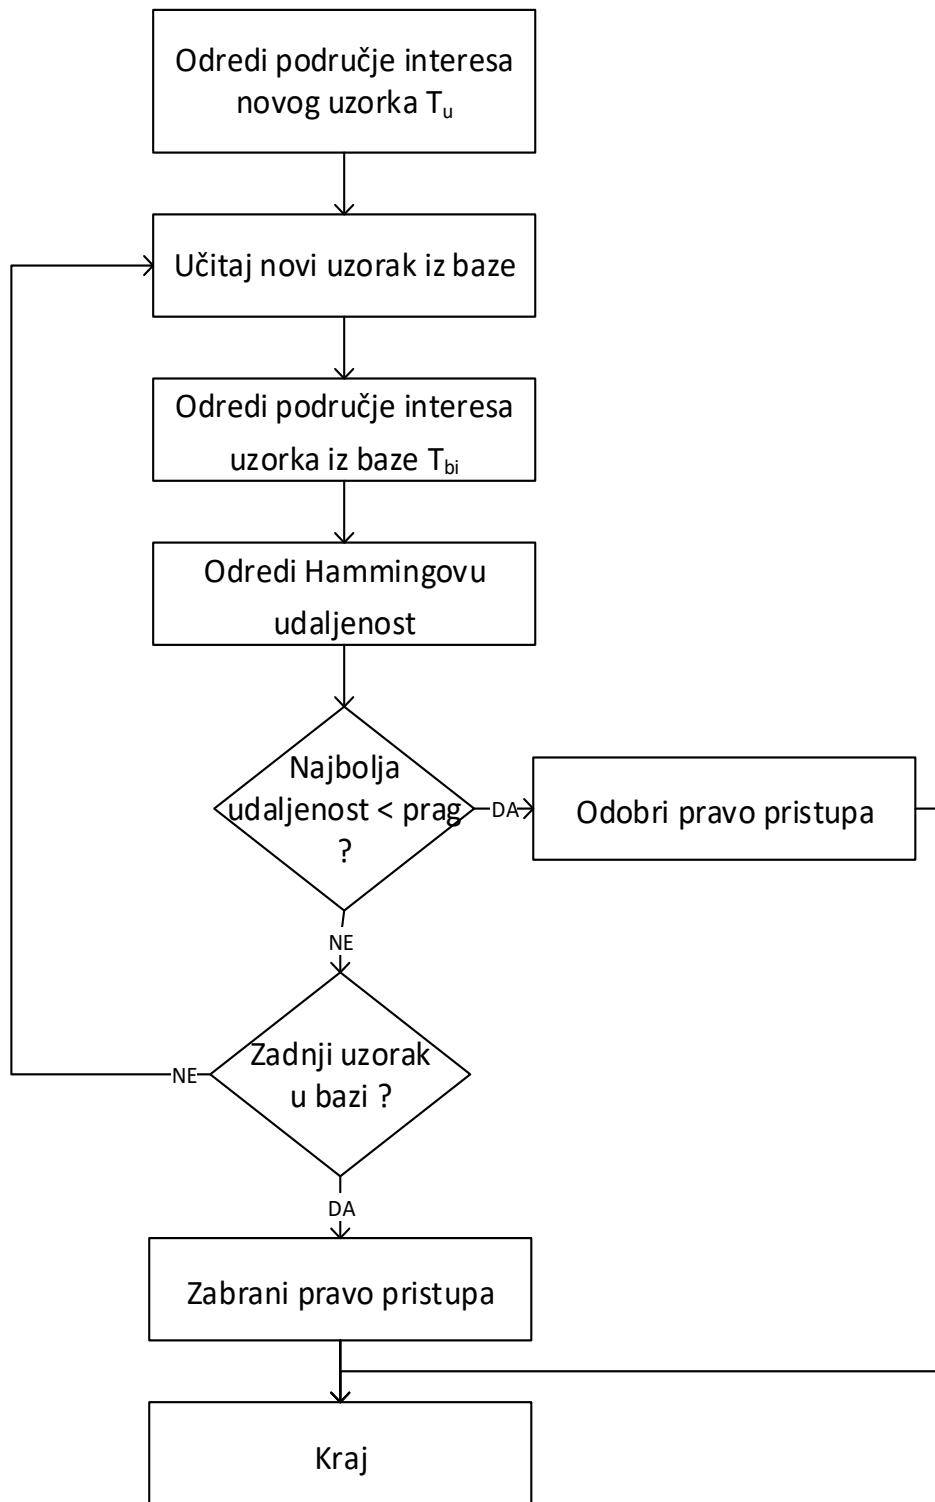 Odredi područje interesa
novog uzorka Tᵤ
Učitaj novi uzorak iz baze
Odredi područje interesa
uzorka iz baze T_bi
Odredi Hammingovu
udaljenost
Najbolja
udaljenost < prag
?
DA
Odobri pravo pristupa
NE
Zadnji uzorak
u bazi ?
NE
DA
Zabrani pravo pristupa
Kraj